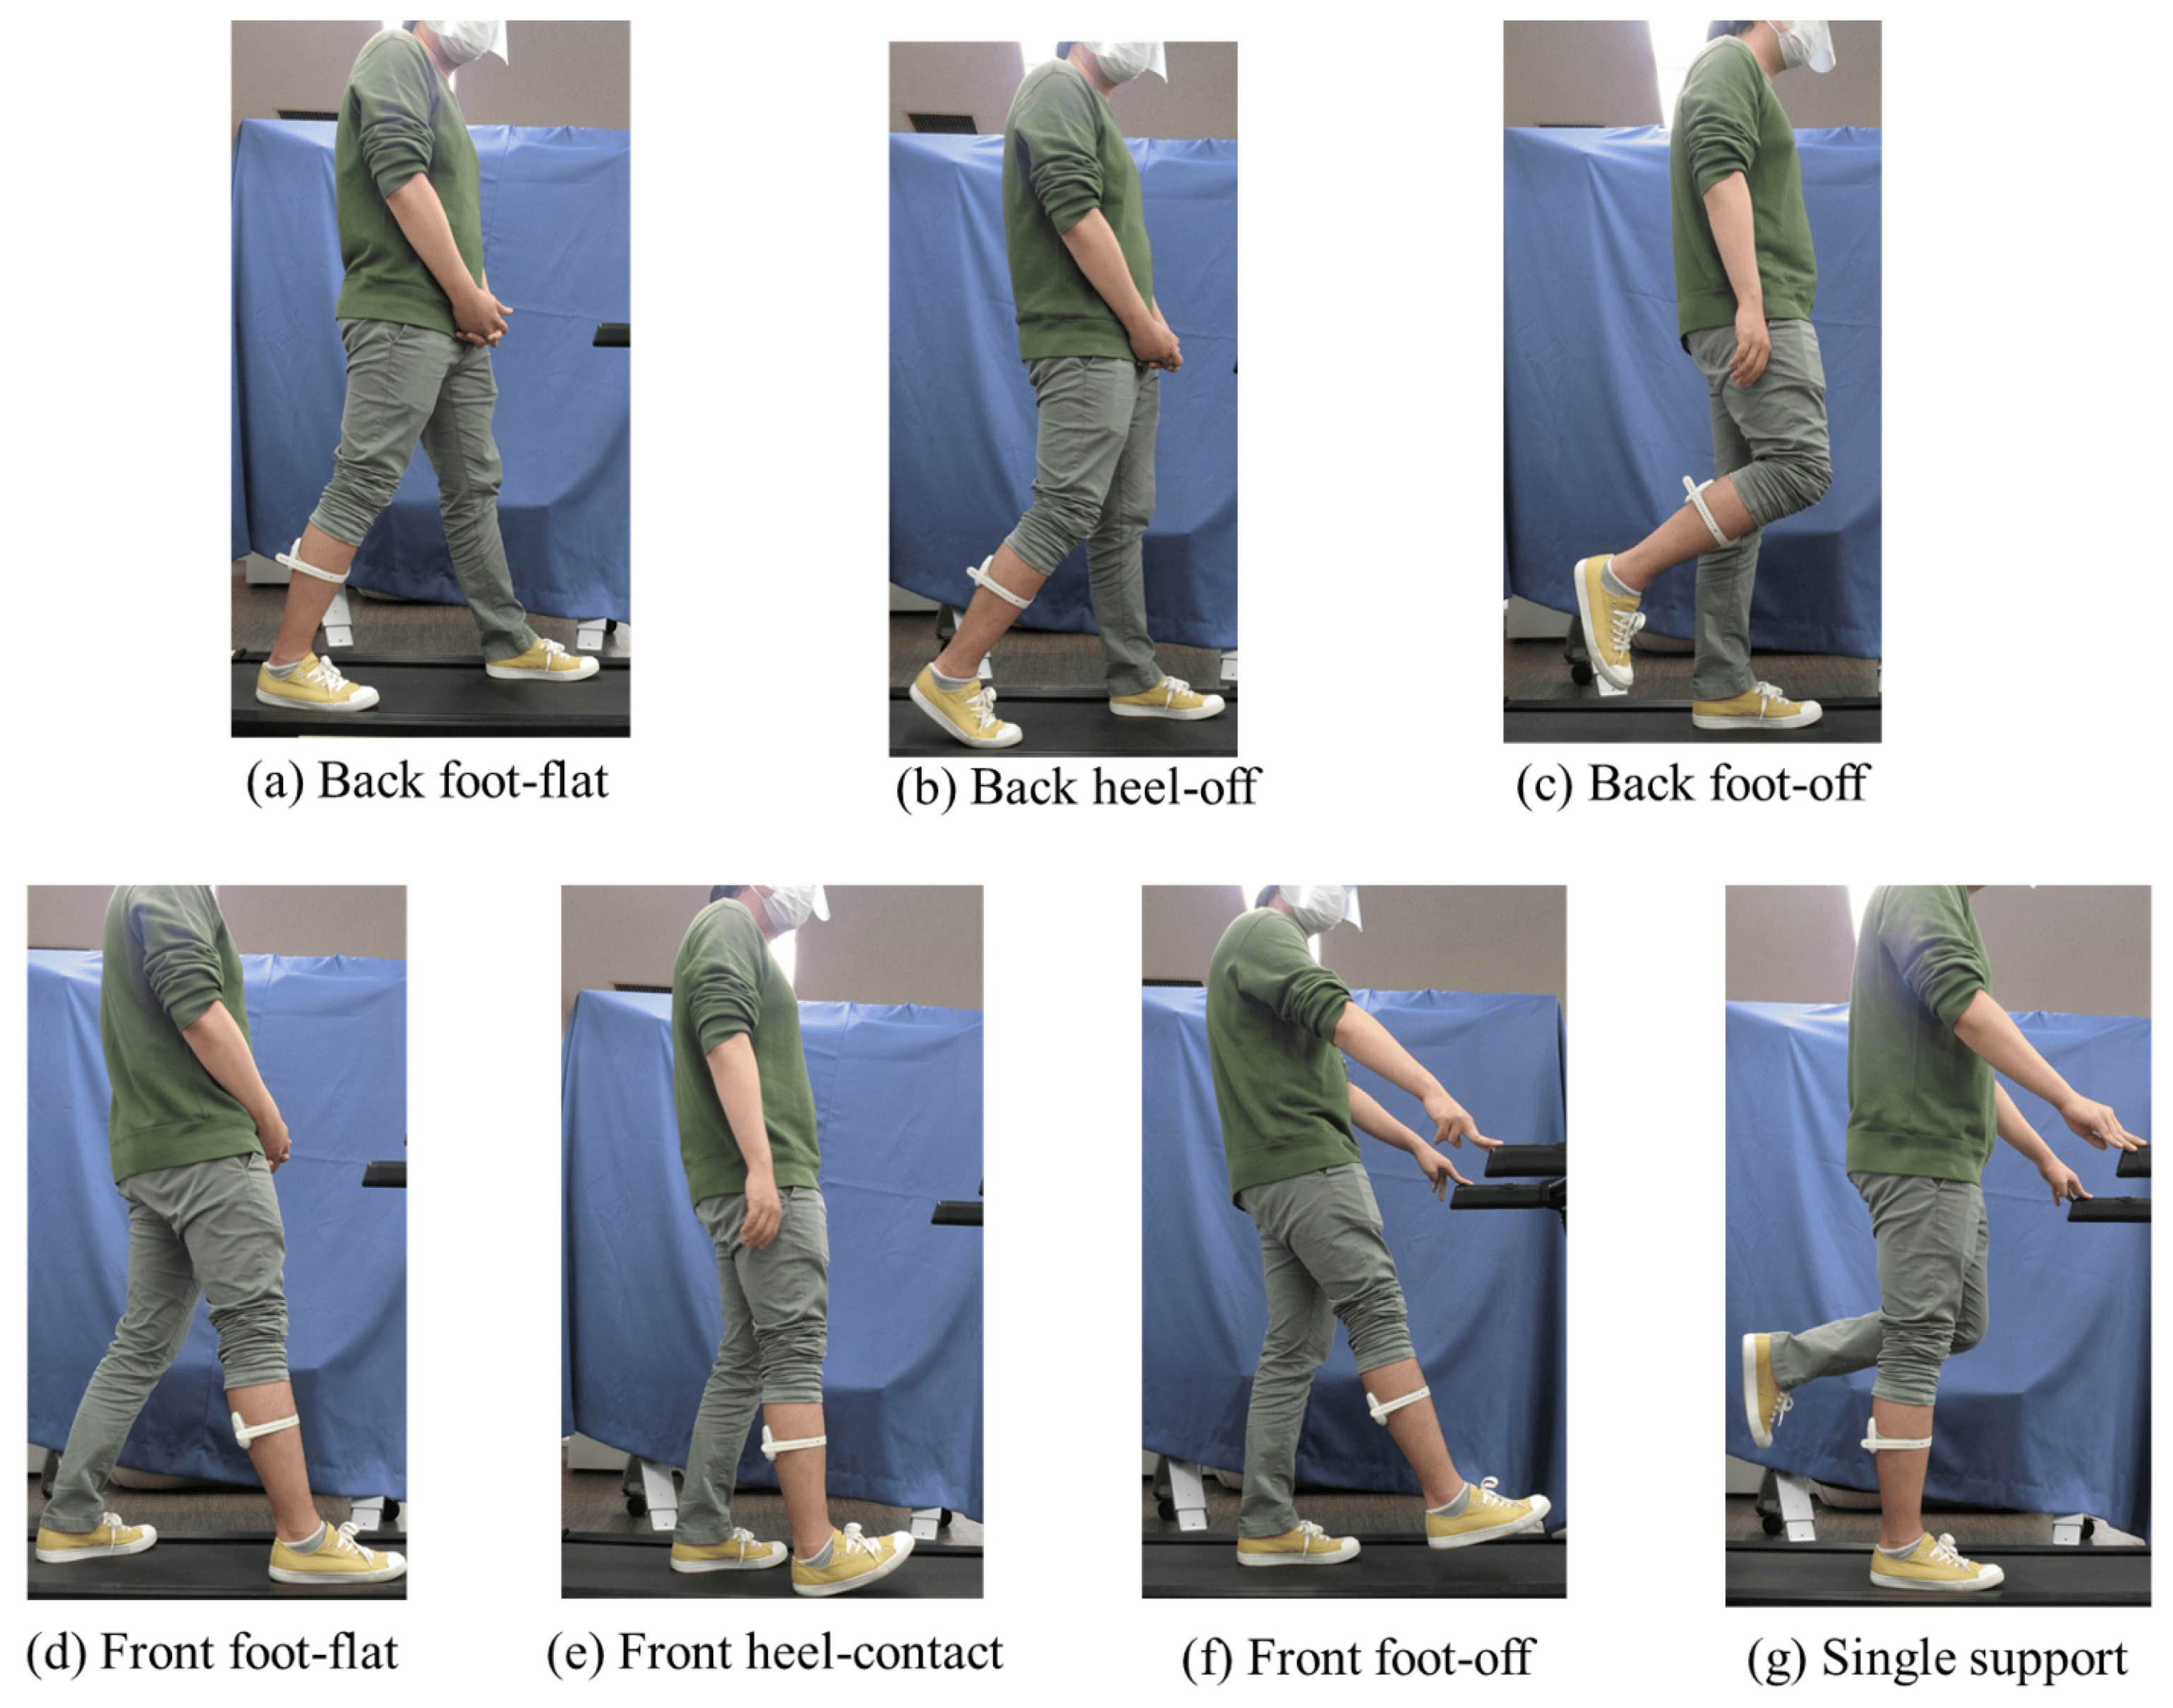 (a) Back foot-flat
(b) Back heel-off
(c) Back foot-off
(d) Front foot-flat
(e) Front heel-contact
(f) Front foot-off
(g) Single support